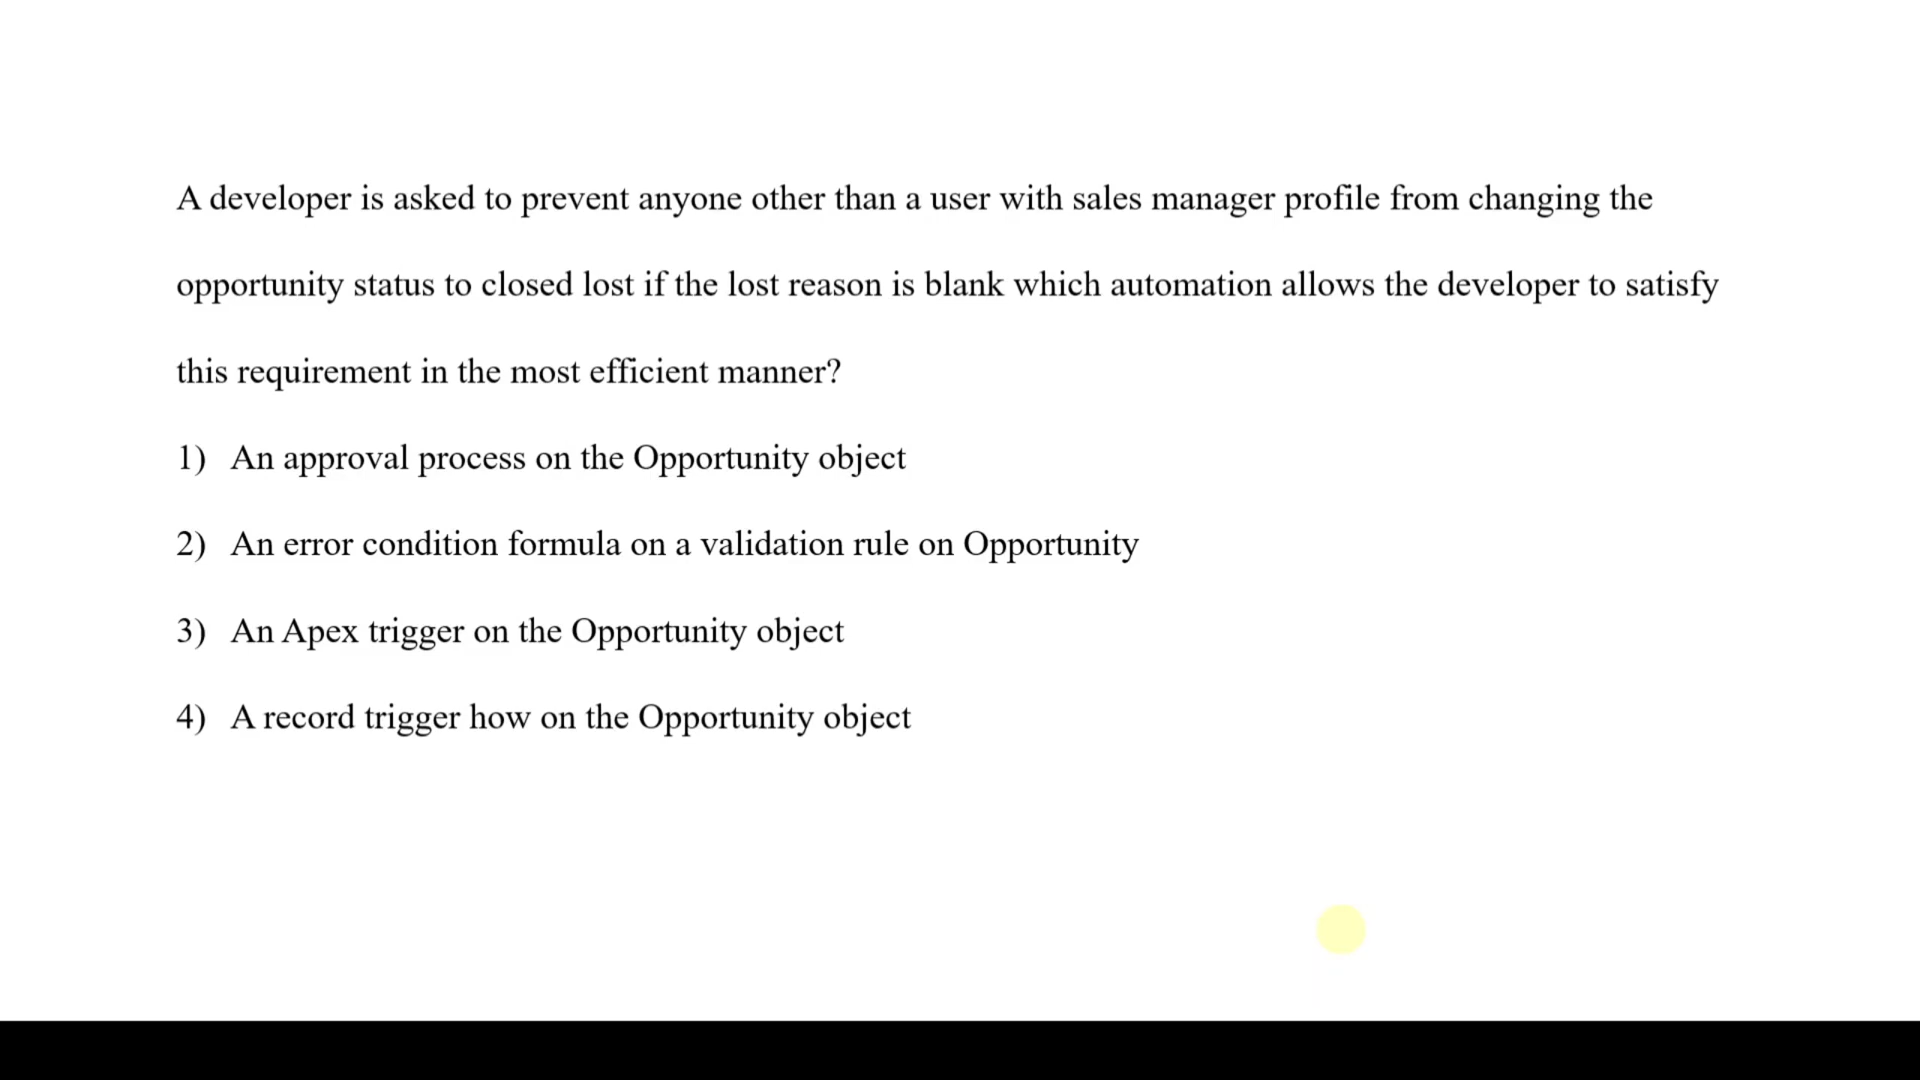 A developer is asked to prevent anyone other than a user with sales manager profile from changing the
opportunity status to closed lost if the lost reason is blank which automation allows the developer to satisfy
this requirement in the most efficient manner?
1) An approval process on the Opportunity object
2) An error condition formula on a validation rule on Opportunity
3) An Apex trigger on the Opportunity object
4) A record trigger how on the Opportunity object